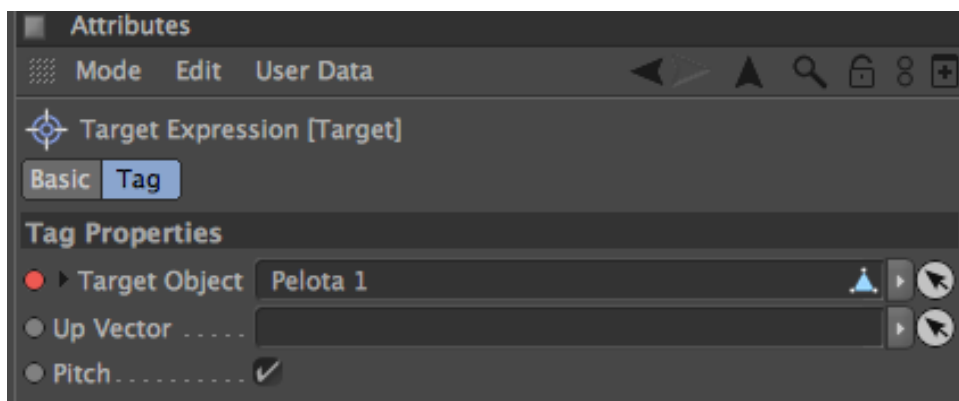 Attributes
Mode Edit User Data
Target Expression [Target]
Basic Tag
Tag Properties
Target Object Pelota 1
Up Vector .....
Pitch..........